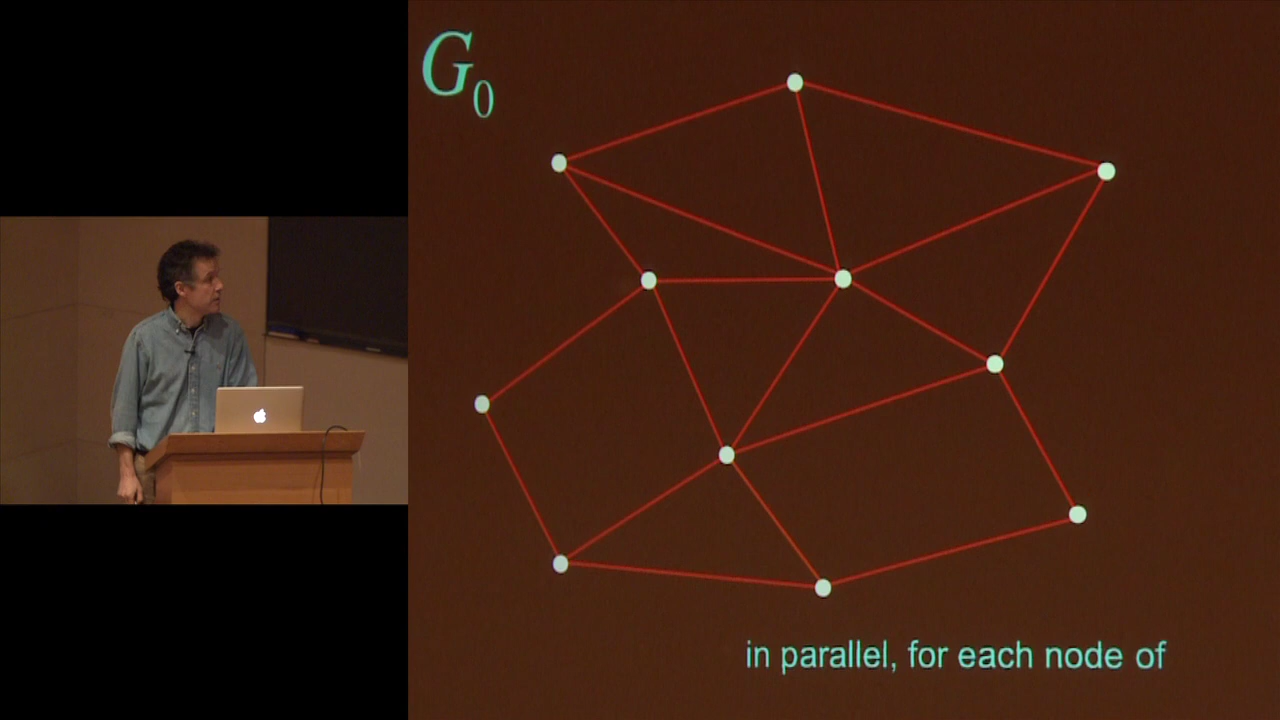 G₀
in parallel, for each node of